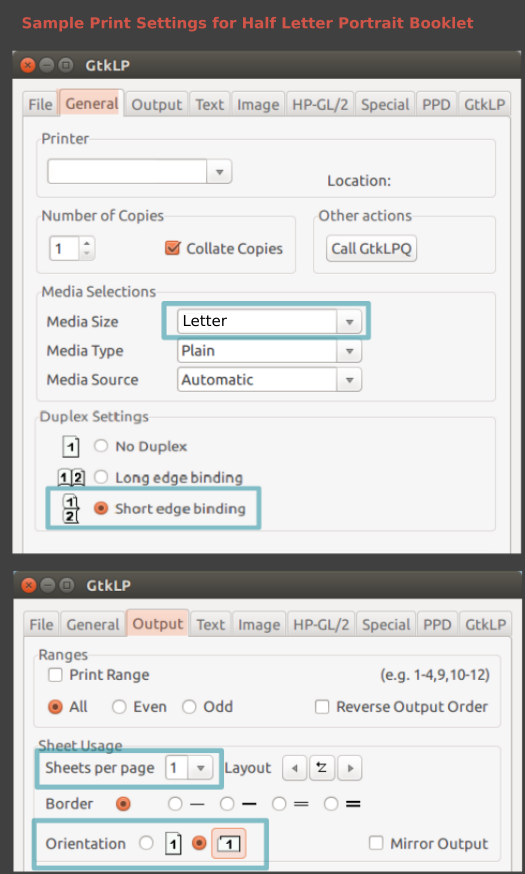 Sample Print Settings for Half Letter Portrait Booklet
GtkLP
File General Output Text Image HP-GL/2 Special PPD GtkLP
Printer
Location:
Number of Copies Other actions
1 Collate Copies Call GtkLPQ
Media Selections
Media Size Letter
Media Type Plain
Media Source Automatic
Duplex Settings
1 No Duplex
1 2 Long edge binding
1
2 Short edge binding
GtkLP
File General Output Text Image HP-GL/2 Special PPD GtkLP
Ranges
Print Range (e.g. 1-4,9,10-12)
All Even Odd Reverse Output Order
Sheet Usage
Sheets per page 1 Layout
Border
Orientation 1 1 Mirror Output